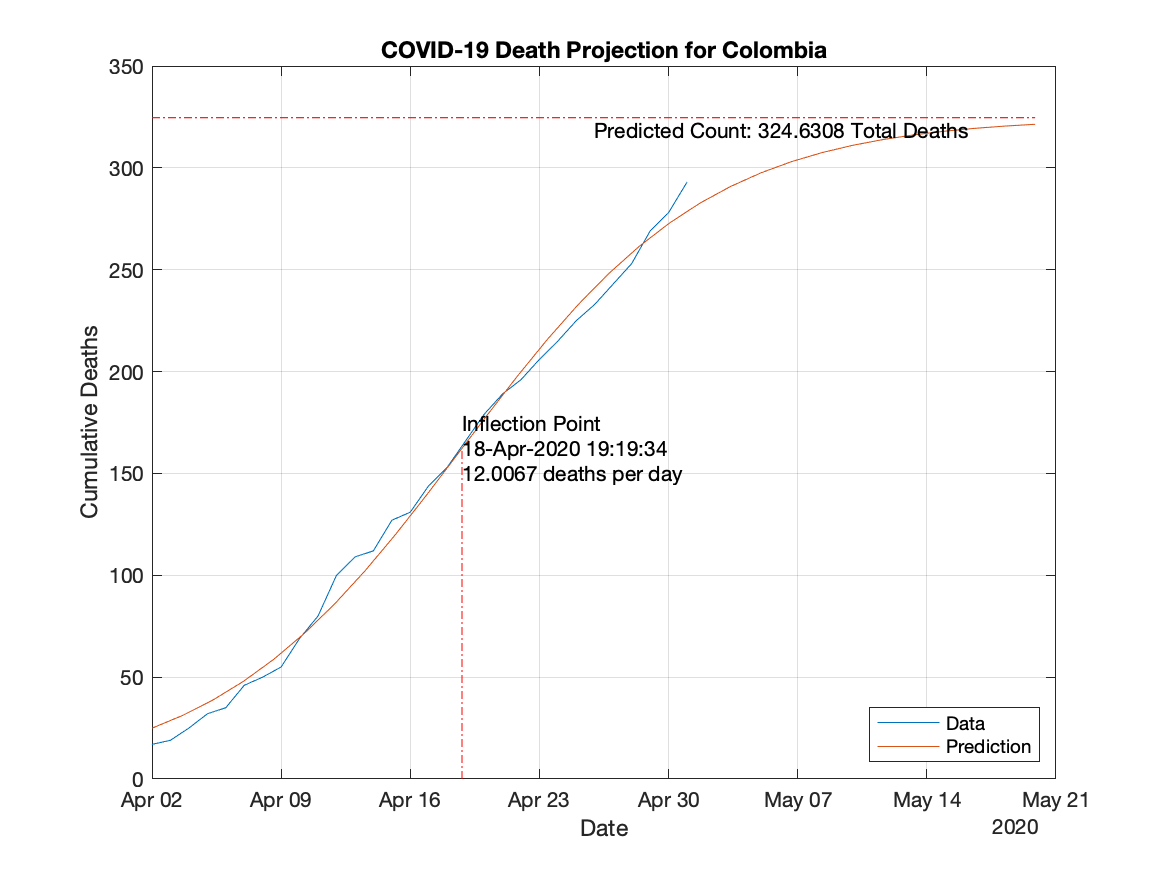 COVID-19 Death Projection for Colombia
350
300
250
200
150
100
50
0
Cumulative Deaths
Predicted Count: 324.6308 Total Deaths
Inflection Point
18-Apr-2020 19:19:34
12.0067 deaths per day
Data
Prediction
Apr 02 Apr 09 Apr 16 Apr 23 Apr 30 May 07 May 14 May 21
Date
2020